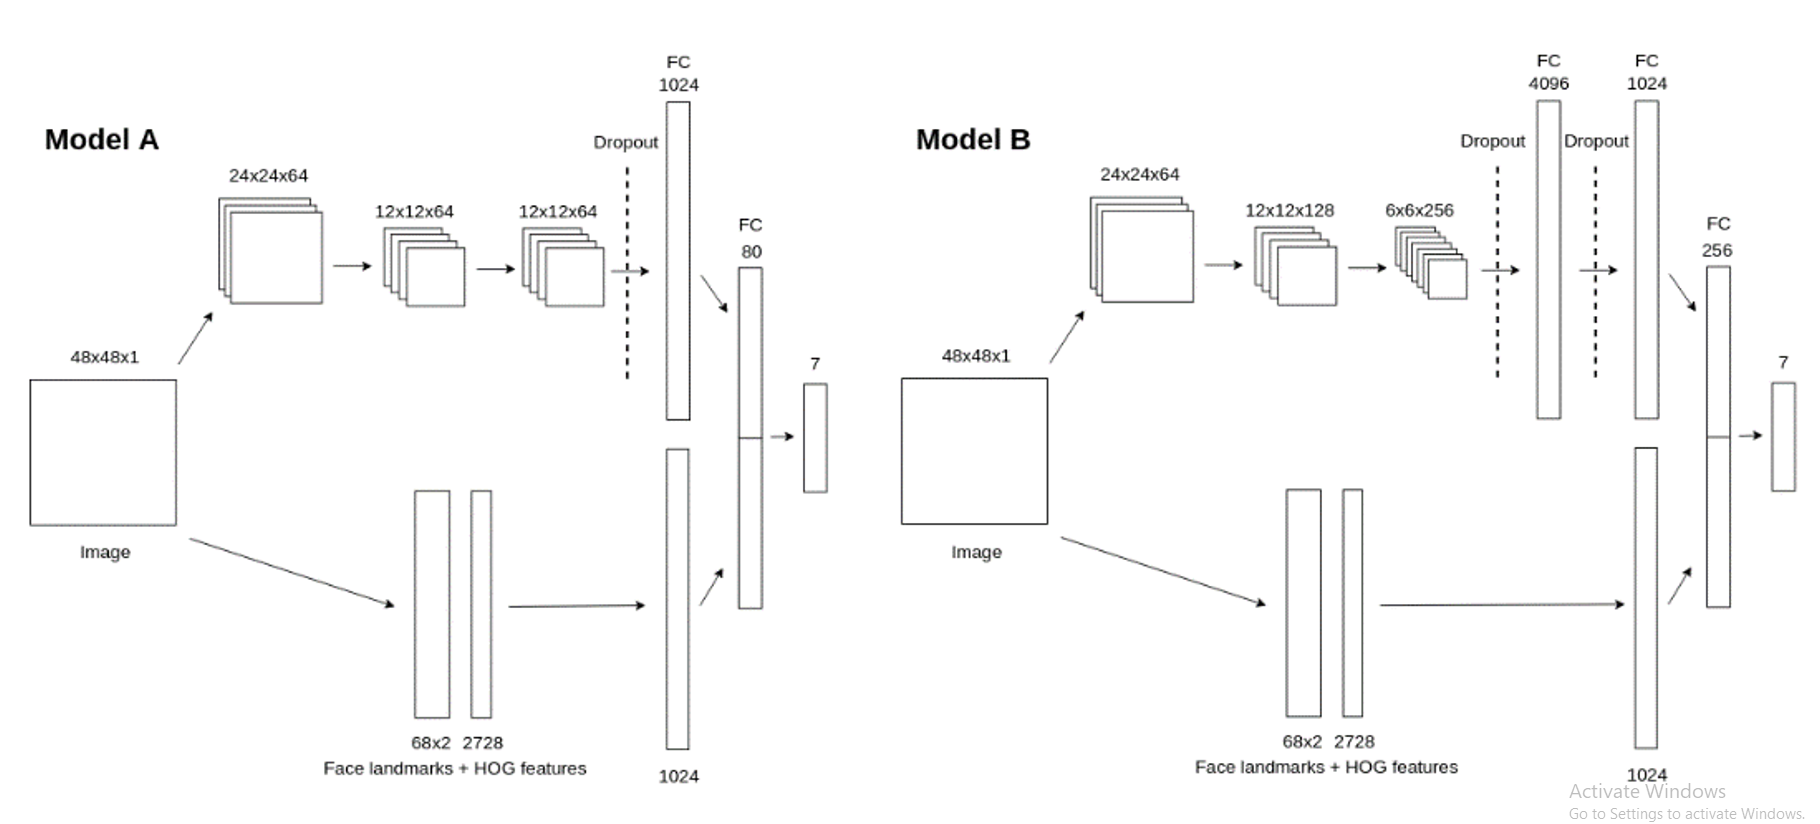 Model A
48x48x1
Image
24x24x64
12x12x64
12x12x64
Dropout
FC
1024
FC
80
7
68x2 2728
Face landmarks + HOG features
1024
Model B
48x48x1
Image
24x24x64
12x12x128
6x6x256
Dropout
FC
4096
Dropout
FC
1024
FC
256
7
68x2 2728
Face landmarks + HOG features
1024
Activate Windows
Go to Settings to activate Windows.